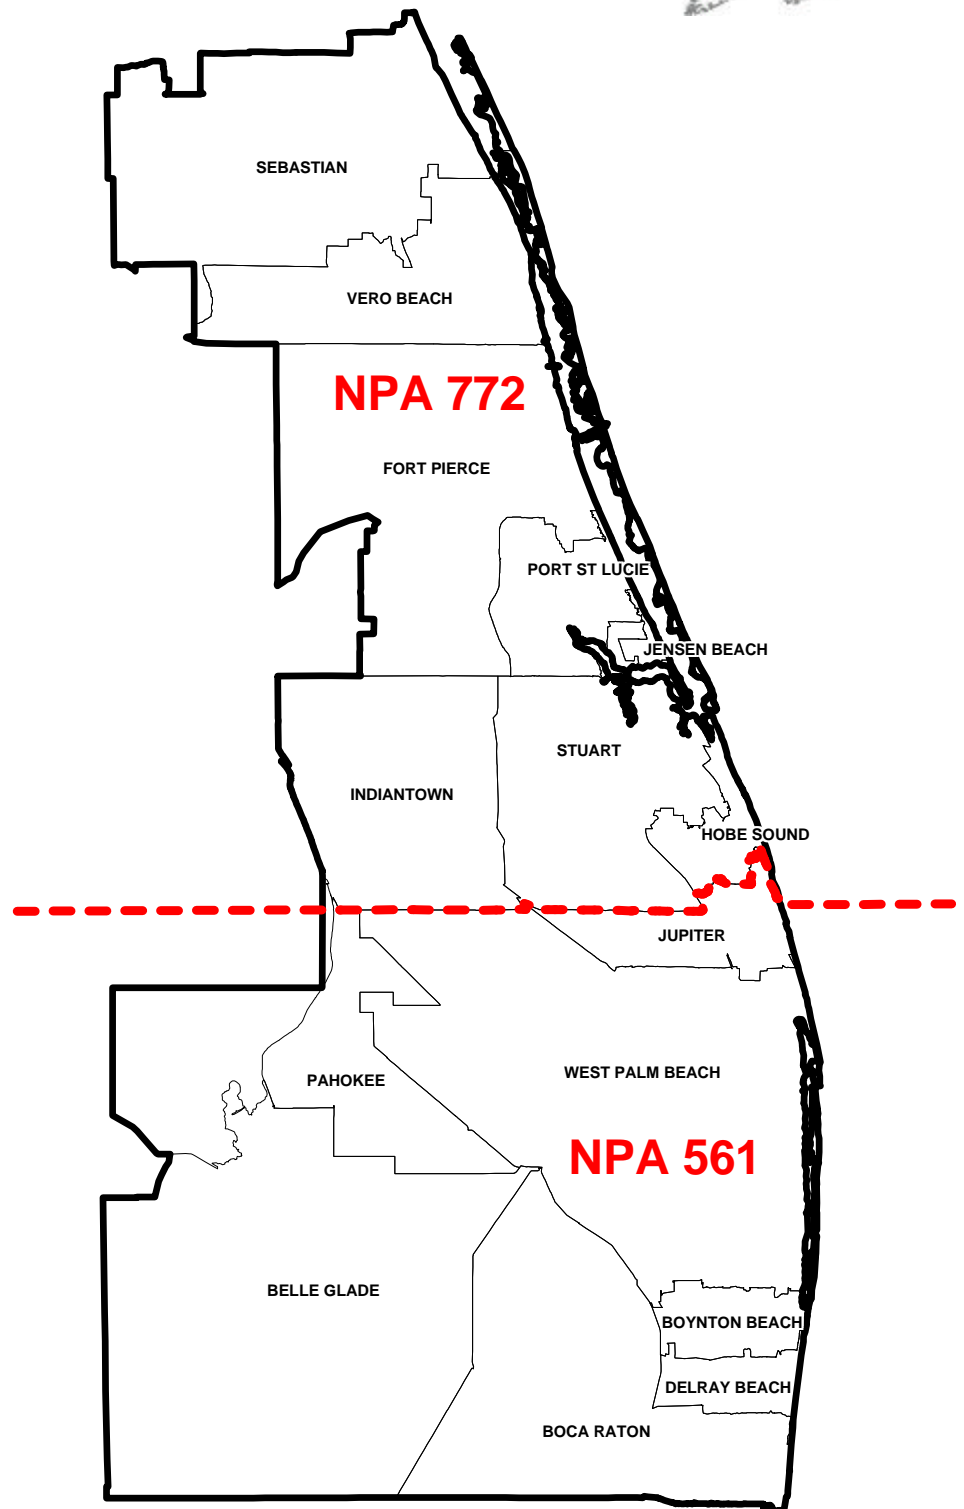 SEBASTIAN
VERO BEACH
NPA 772
FORT PIERCE
PORT ST LUCIE
JENSEN BEACH
STUART
INDIANTOWN
HOBE SOUND
JUPITER
WEST PALM BEACH
PAHOKEE
NPA 561
BELLE GLADE
BOYNTON BEACH
DELRAY BEACH
BOCA RATON